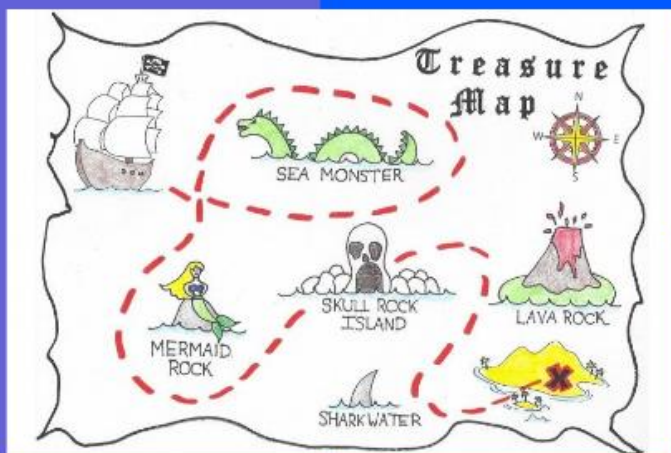 Treasure
Map
N
W
E
S
SEA MONSTER
SKULL ROCK
ISLAND
LAVA ROCK
MERMAID
ROCK
SHARKWATER
X